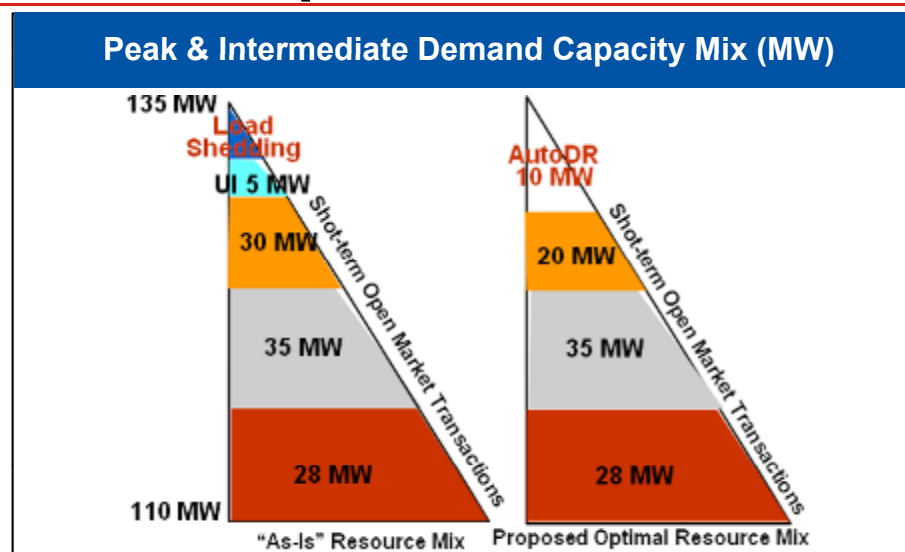 Peak & Intermediate Demand Capacity Mix (MW)
135 MW
Load
Shedding
UI 5 MW
30 MW
35 MW
28 MW
110 MW
Shot-term Open Market Transactions
"As-Is" Resource Mix
AutoDR
10 MW
20 MW
35 MW
28 MW
Shot-term Open Market Transactions
Proposed Optimal Resource Mix